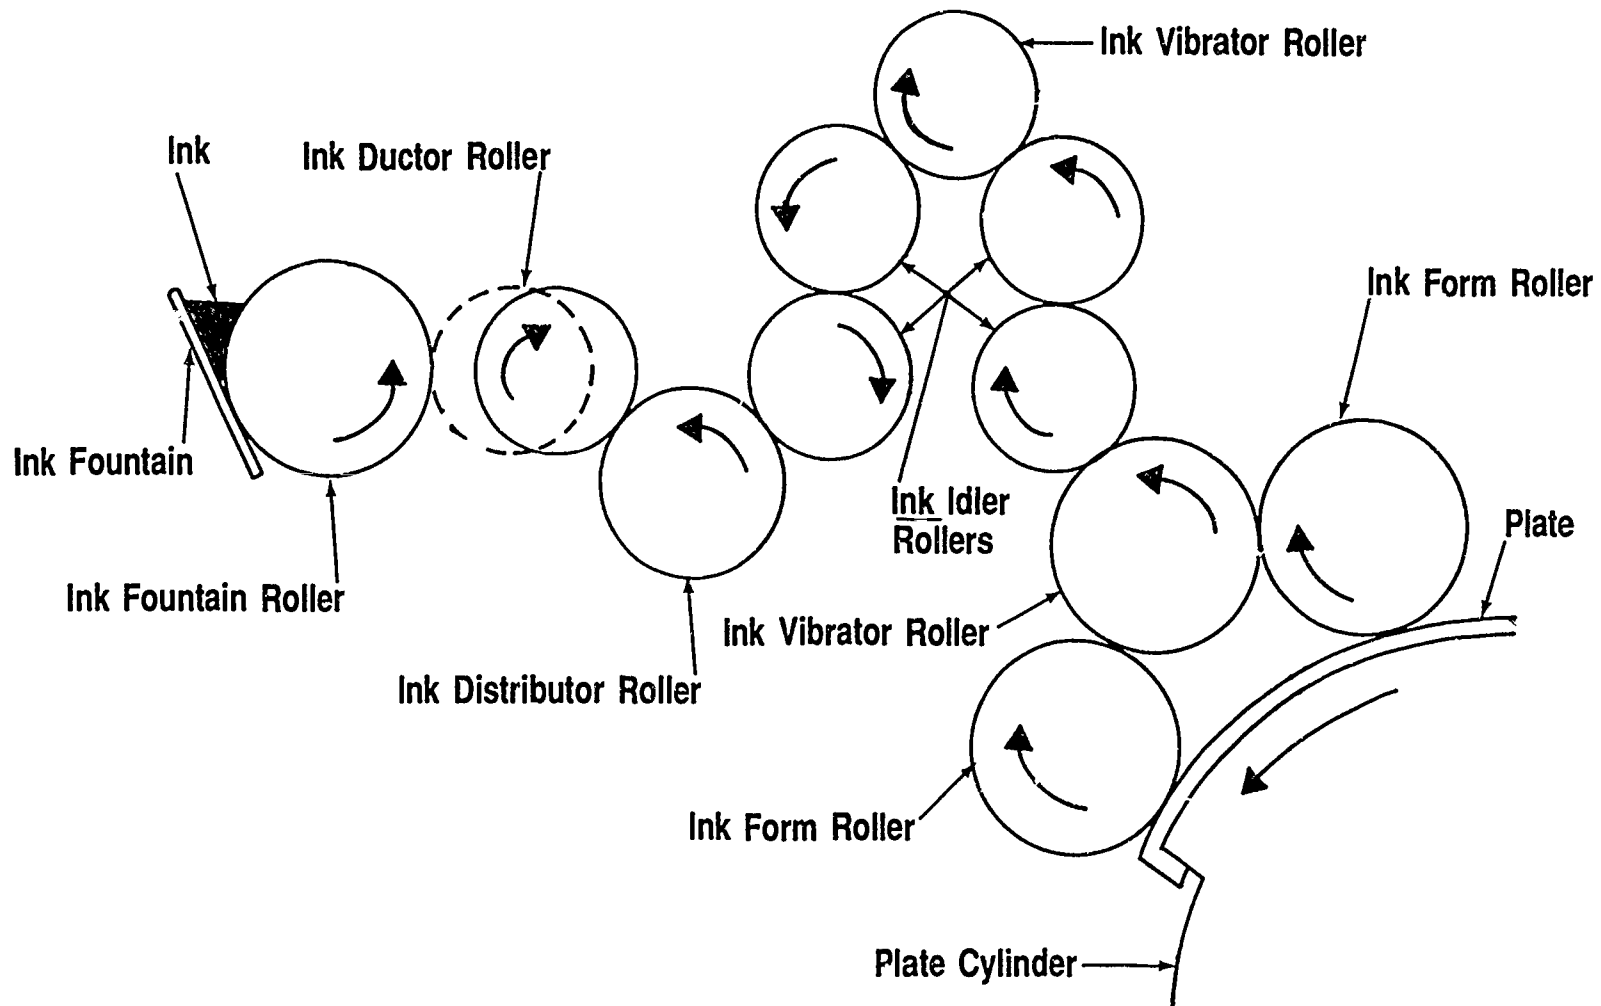 Ink Vibrator Roller
Ink
Ink Ductor Roller
Ink Form Roller
Ink Fountain
Ink Idler
Rollers
Plate
Ink Fountain Roller
Ink Vibrator Roller
Ink Distributor Roller
Ink Form Roller
Plate Cylinder